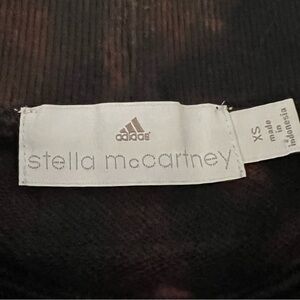 adidas
stella mccartney
XS
made
in
indonesia